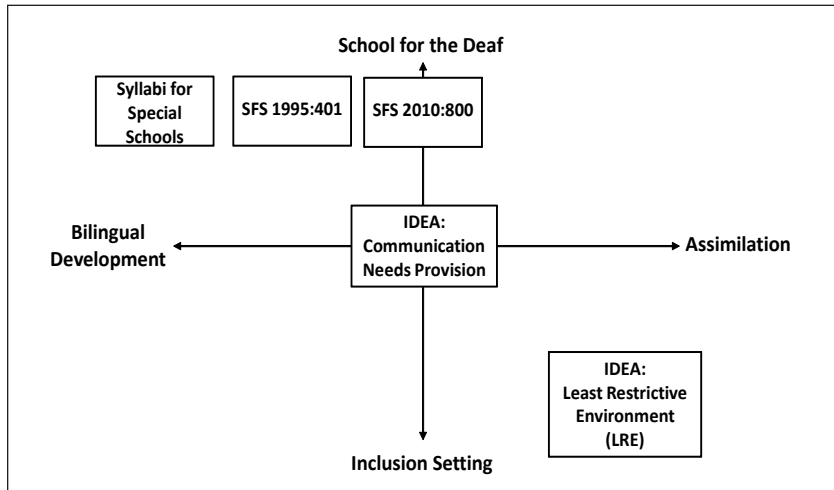 School for the Deaf
Syllabi for
Special
Schools
SFS 1995:401
SFS 2010:800
Bilingual
Development
IDEA:
Communication
Needs Provision
Assimilation
IDEA:
Least Restrictive
Environment
(LRE)
Inclusion Setting